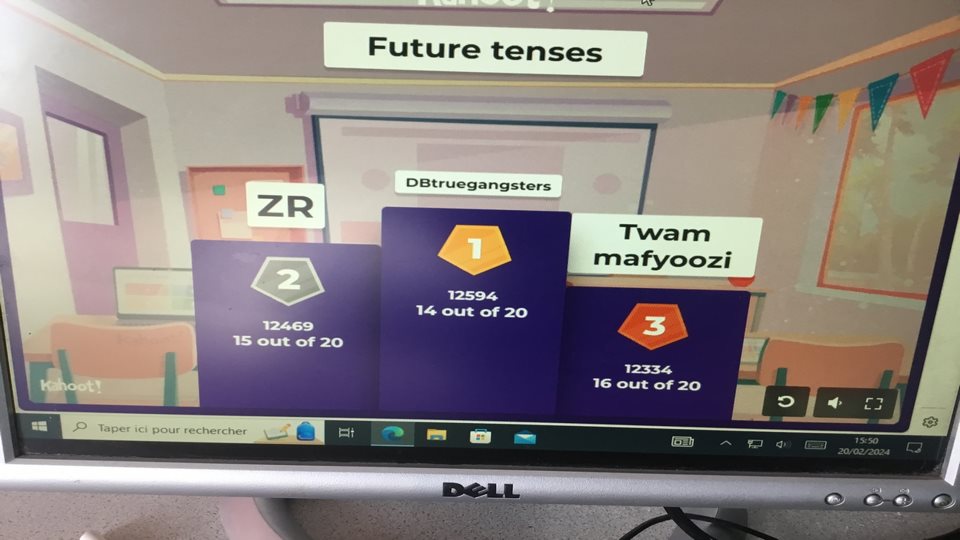 Kahoot!
Future tenses
DBtruegangsters
ZR
Twam
mafyoozi
1
12594
14 out of 20
2
12469
15 out of 20
3
12334
16 out of 20
Kahoot!
Taper ici pour rechercher
15:50
20/02/2024
DELL